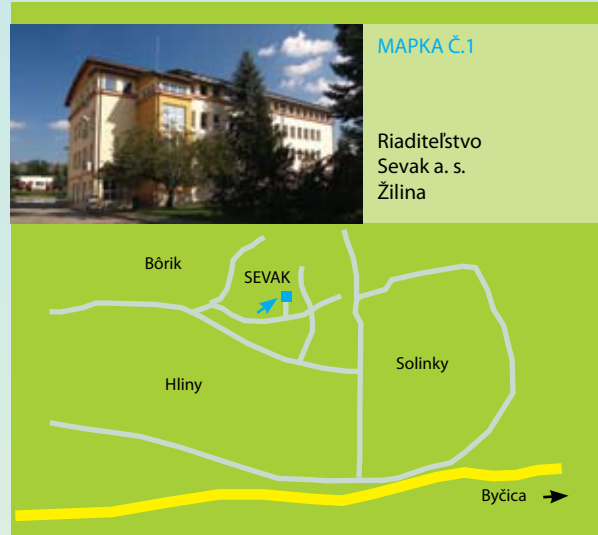 MAPKA Č.1
Riaditeľstvo
Sevak a. s.
Žilina
Bôrik
SEVAK
Solinky
Hliny
Byčica